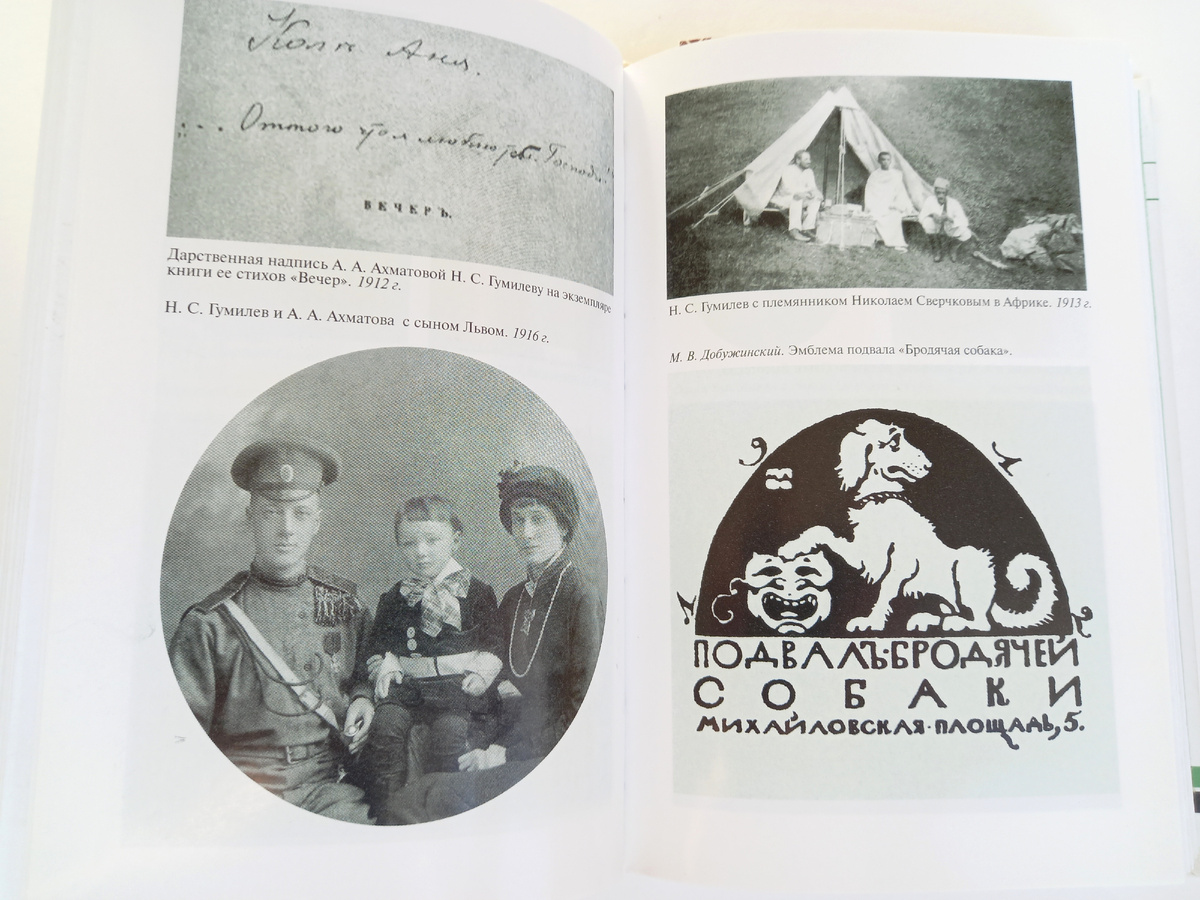 Коле Аня.
„... Оттого что я люблю тебя, Господи!"
ВЕЧЕРЪ.
Дарственная надпись А. А. Ахматовой Н. С. Гумилеву на экземпляре
книги ее стихов «Вечер». 1912 г.
Н. С. Гумилев и А. А. Ахматова с сыном Львом. 1916 г.
Н. С. Гумилев с племянником Николаем Сверчковым в Африке. 1913 г.
М. В. Добужинский. Эмблема подвала «Бродячая собака».
ПОДВАЛЪ·БРОДЯЧЕЙ
СОБАКИ
МИХАЙЛОВСКАЯ·ПЛОЩАДЬ, 5.